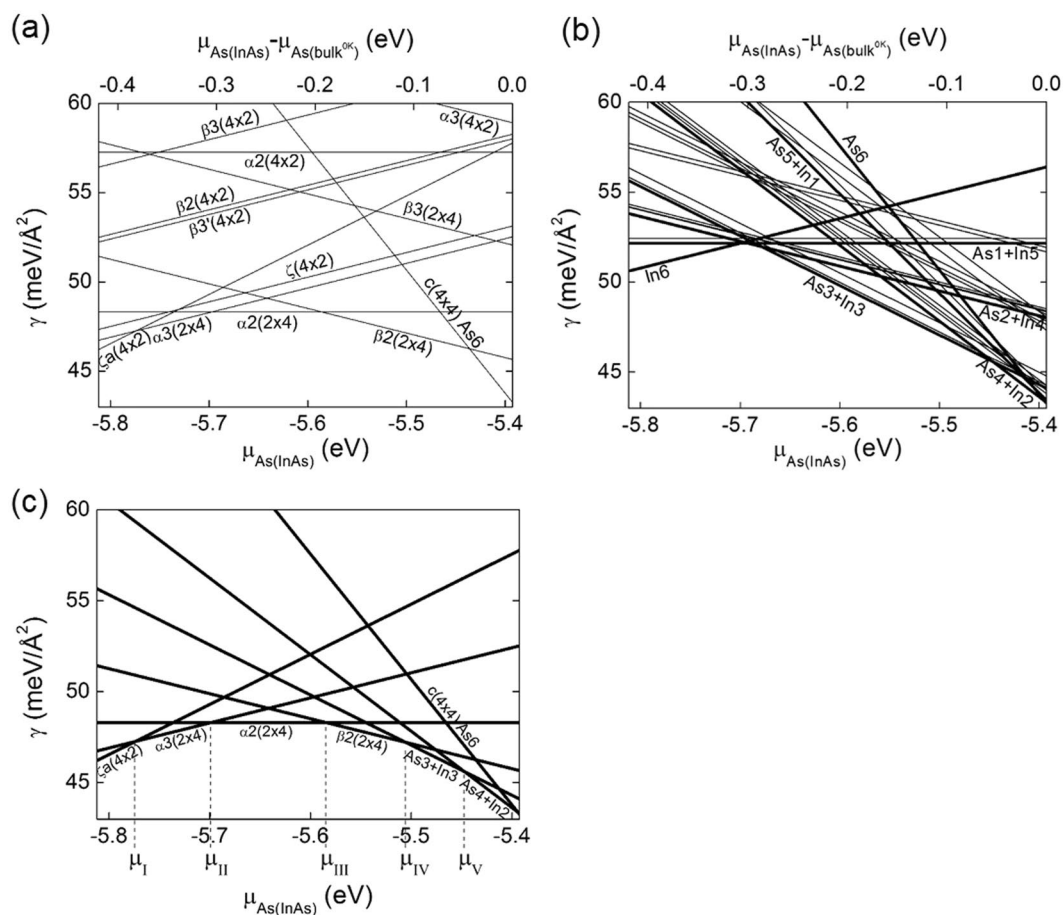 (a)
μAs(InAs)-μAs(bulk⁰ᴷ) (eV)
-0.4 -0.3 -0.2 -0.1 0.0
60
55
50
45
γ (meV/Å²)
β3(4x2)
α3(4x2)
α2(4x2)
β2(4x2)
β3'(4x2)
β3(2x4)
ζ(4x2)
c(4x4) As6
ζa(4x2)
α3(2x4)
α2(2x4)
β2(2x4)
-5.8 -5.7 -5.6 -5.5 -5.4
μAs(InAs) (eV)
(b)
μAs(InAs)-μAs(bulk⁰ᴷ) (eV)
-0.4 -0.3 -0.2 -0.1 0.0
60
55
50
45
γ (meV/Å²)
As5+In1
As6
In6
As1+In5
As3+In3
As2+In4
As4+In2
-5.8 -5.7 -5.6 -5.5 -5.4
μAs(InAs) (eV)
(c)
60
55
50
45
γ (meV/Å²)
c(4x4) As6
ζa(4x2)
α3(2x4)
α2(2x4)
β2(2x4)
As3+In3
As4+In2
-5.8 -5.7 -5.6 -5.5 -5.4
μI μII μIII μIV μV
μAs(InAs) (eV)